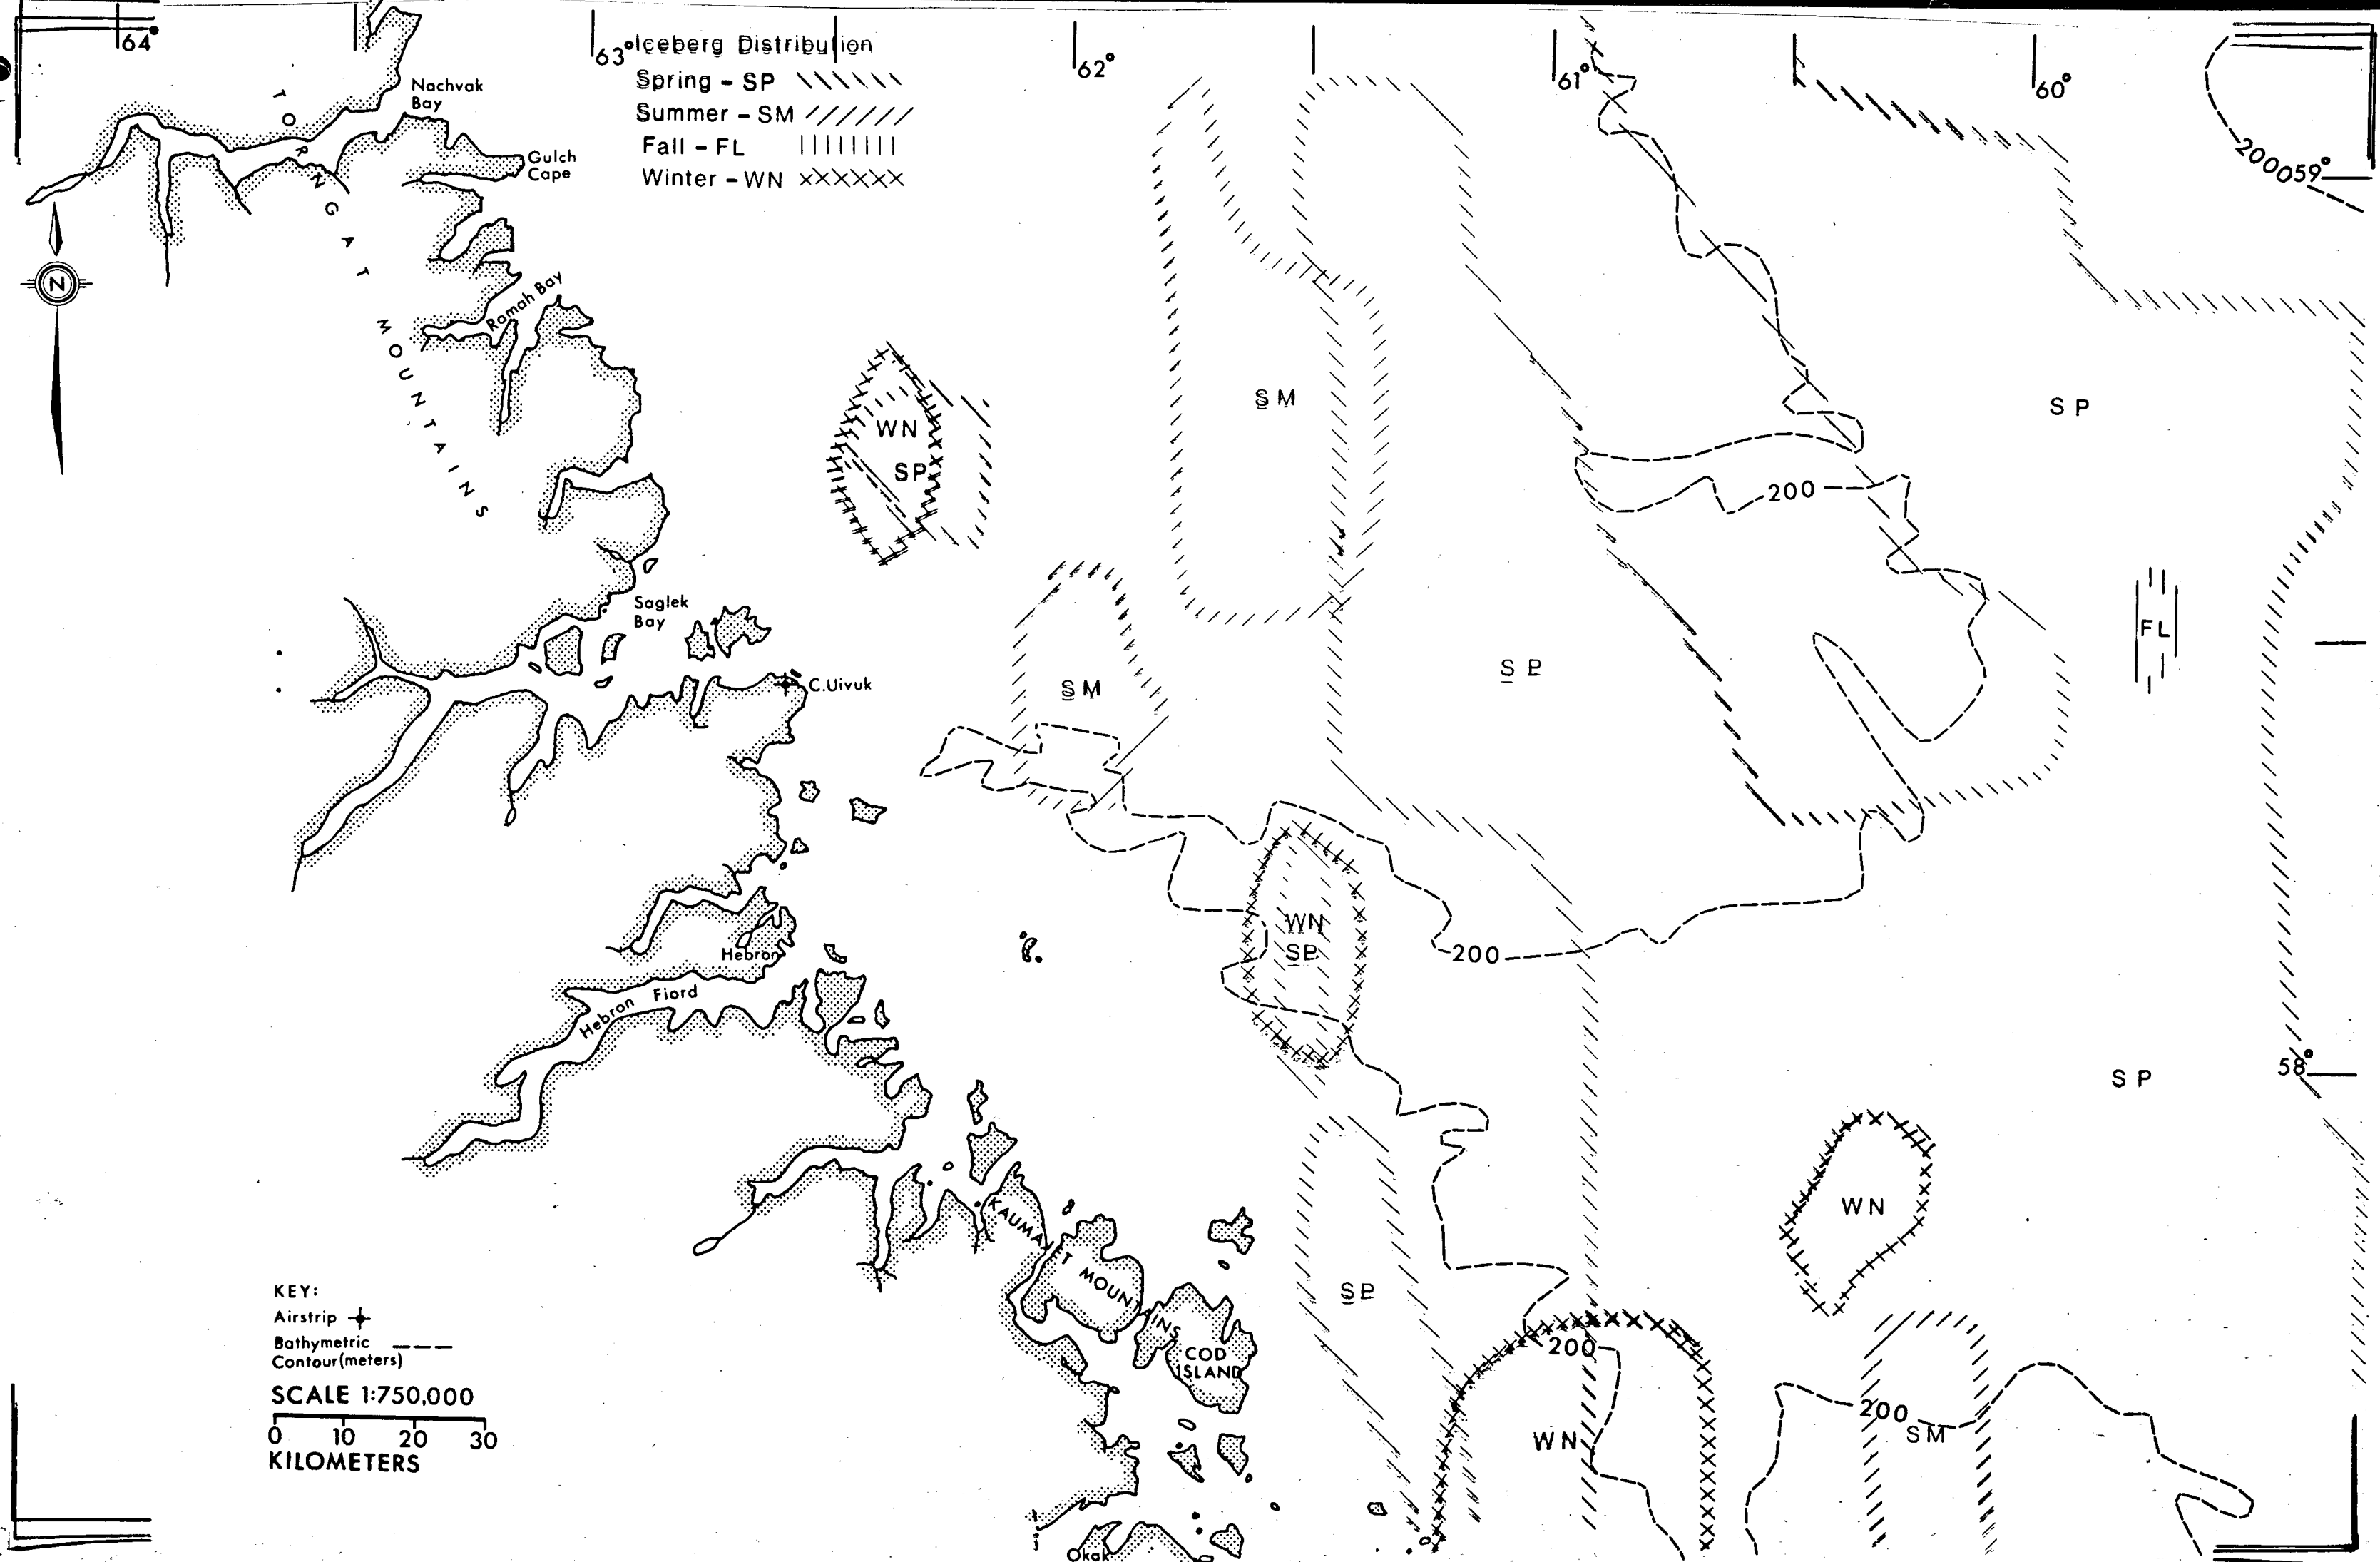 64°
63°
62°
61°
60°
Iceberg Distribution
Spring – SP
Summer – SM
Fall – FL
Winter – WN ××××××
Nachvak
Bay
Gulch
Cape
TORNGAT MOUNTAINS
N
Ramah Bay
200
59°
SM
SP
WN
SP
200
Saglek
Bay
FL
C.Uivuk
SM
SP
WN
SP
200
Hebron
Hebron Fiord
58°
SP
WN
KAUMAJET MOUNTAINS
SP
COD
ISLAND
200
WN
200
SM
KEY:
Airstrip
Bathymetric
Contour(meters)
SCALE 1:750,000
0 10 20 30
KILOMETERS
Okak